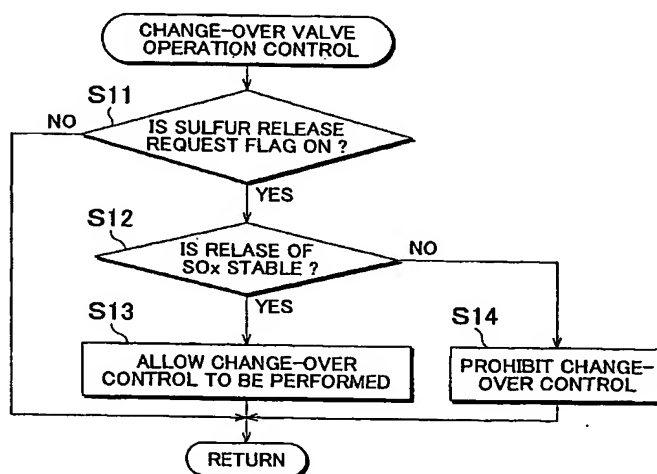 CHANGE-OVER VALVE
OPERATION CONTROL
S11
NO
IS SULFUR RELEASE
REQUEST FLAG ON ?
YES
S12
IS RELASE OF
SOx STABLE ?
NO
YES
S13
S14
ALLOW CHANGE-OVER
CONTROL TO BE PERFORMED
PROHIBIT CHANGE-
OVER CONTROL
RETURN